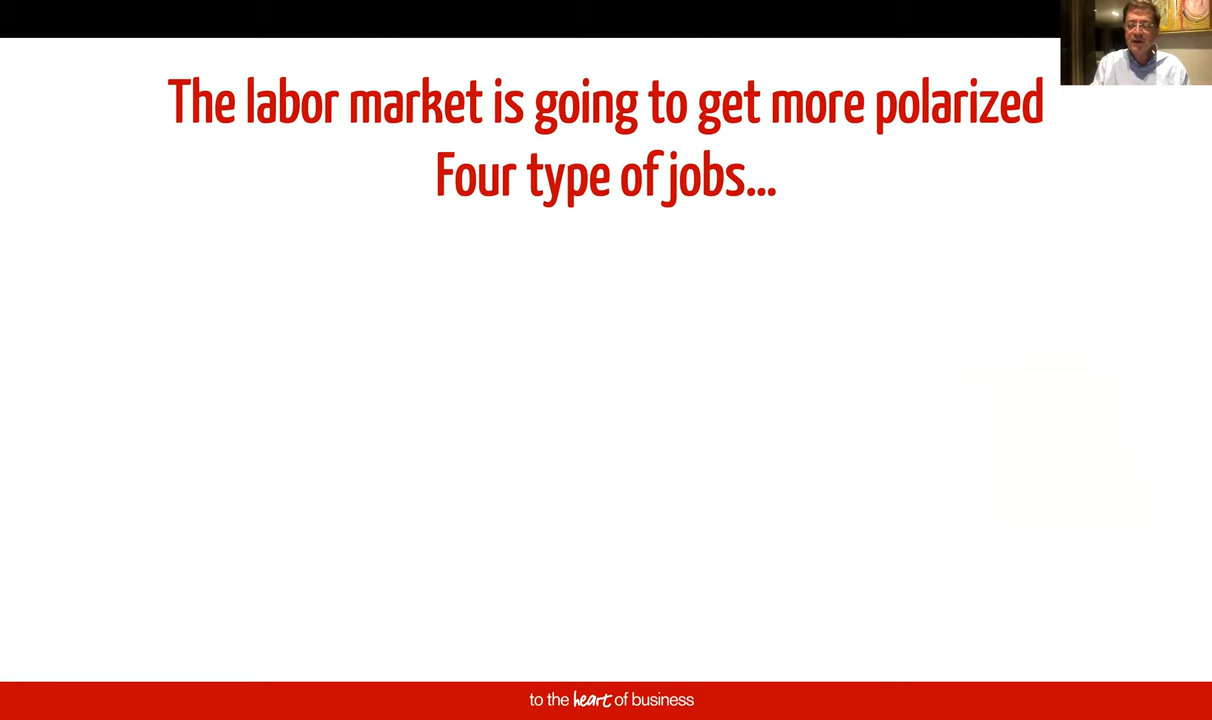 The labor market is going to get more polarized
Four type of jobs...
to the heart of business